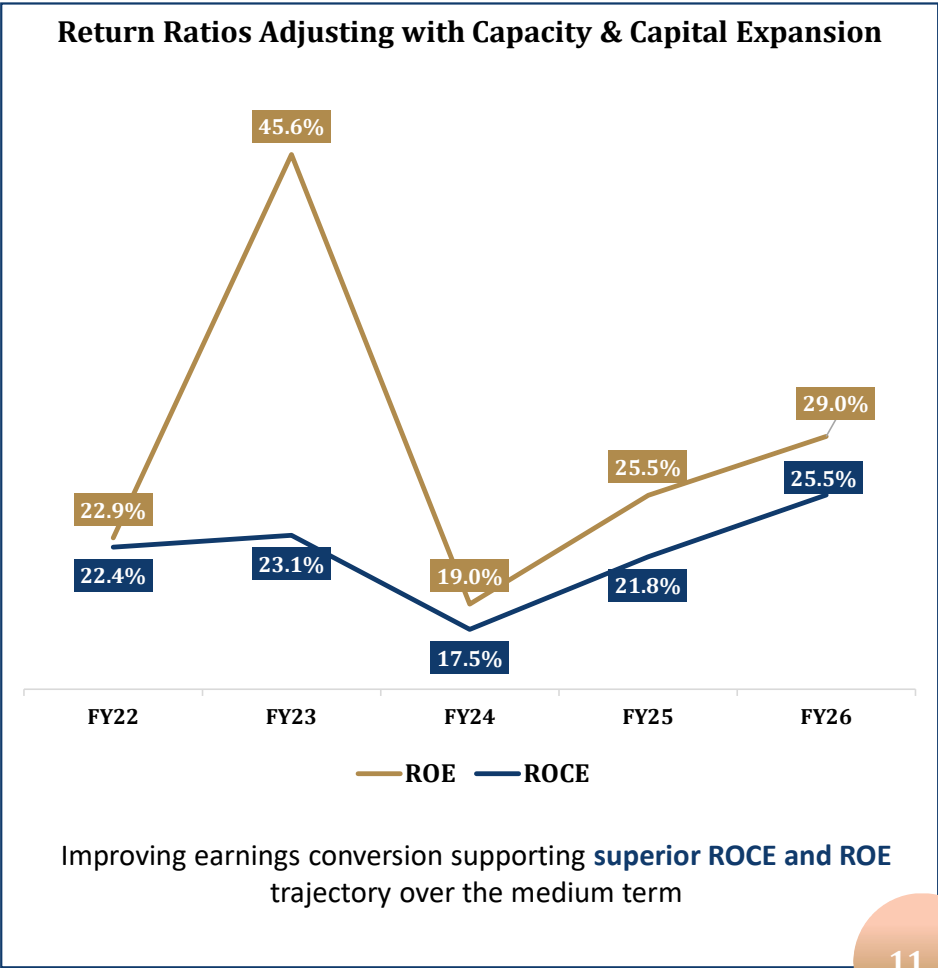 Return Ratios Adjusting with Capacity & Capital Expansion
45.6%
29.0%
25.5%
25.5%
22.9%
23.1%
19.0%
22.4%
21.8%
17.5%
FY22 FY23 FY24 FY25 FY26
ROE ROCE
Improving earnings conversion supporting superior ROCE and ROE
trajectory over the medium term
11